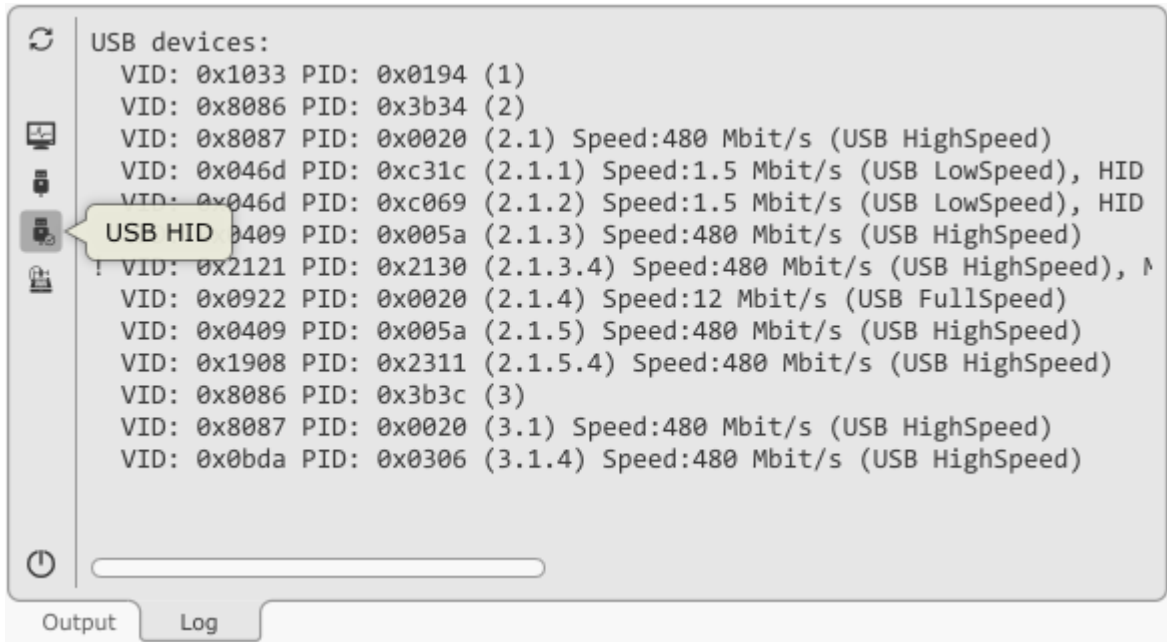 USB devices:
VID: 0x1033 PID: 0x0194 (1)
VID: 0x8086 PID: 0x3b34 (2)
VID: 0x8087 PID: 0x0020 (2.1) Speed:480 Mbit/s (USB HighSpeed)
VID: 0x046d PID: 0xc31c (2.1.1) Speed:1.5 Mbit/s (USB LowSpeed), HID
VID: 0x046d PID: 0xc069 (2.1.2) Speed:1.5 Mbit/s (USB LowSpeed), HID
USB HID
0409 PID: 0x005a (2.1.3) Speed:480 Mbit/s (USB HighSpeed)
! VID: 0x2121 PID: 0x2130 (2.1.3.4) Speed:480 Mbit/s (USB HighSpeed),
VID: 0x0922 PID: 0x0020 (2.1.4) Speed:12 Mbit/s (USB FullSpeed)
VID: 0x0409 PID: 0x005a (2.1.5) Speed:480 Mbit/s (USB HighSpeed)
VID: 0x1908 PID: 0x2311 (2.1.5.4) Speed:480 Mbit/s (USB HighSpeed)
VID: 0x8086 PID: 0x3b3c (3)
VID: 0x8087 PID: 0x0020 (3.1) Speed:480 Mbit/s (USB HighSpeed)
VID: 0x0bda PID: 0x0306 (3.1.4) Speed:480 Mbit/s (USB HighSpeed)
Output Log